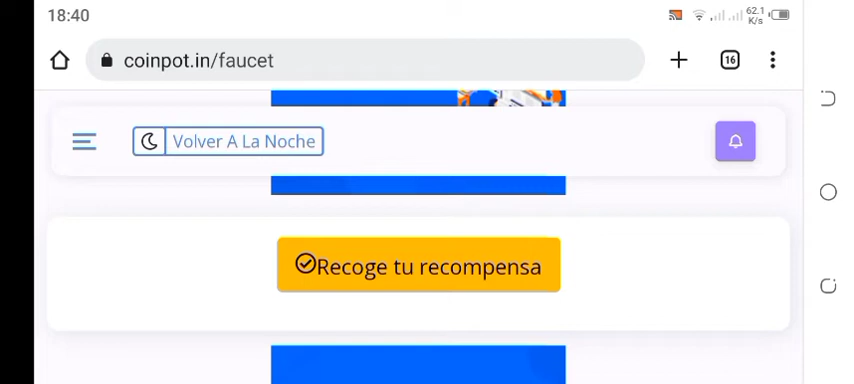 18:40
62.1
K/s
coinpot.in/faucet
16
Volver A La Noche
Recoge tu recompensa